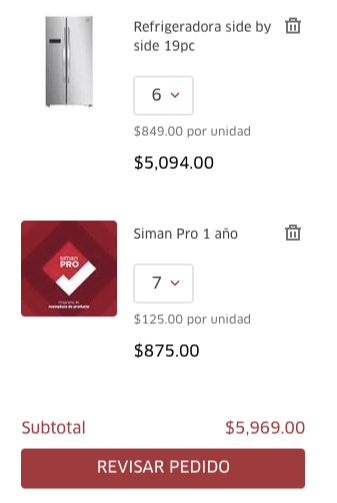 Refrigeradora side by
side 19pc
6
$849.00 por unidad
$5,094.00
siman
PRO
Programa de
reemplazo de producto
Siman Pro 1 año
7
$125.00 por unidad
$875.00
Subtotal
$5,969.00
REVISAR PEDIDO